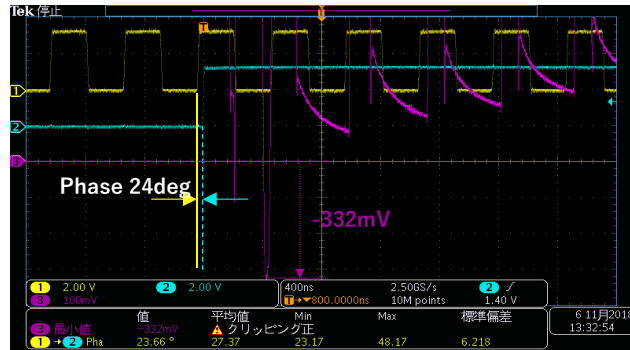 Tek 停止
T
1
2
3
Phase 24deg
-332mV
1 2.00 V 2 2.00 V
3 100mV
400ns 2.50GS/s 2
T→▼800.0000ns 10M points 1.40 V
値 平均値 Min Max 標準偏差
3 最小値 -332mV クリッピング正
1 → 2 Pha 23.66 ° 27.37 23.17 48.17 6.218
6 11月2018
13:32:54